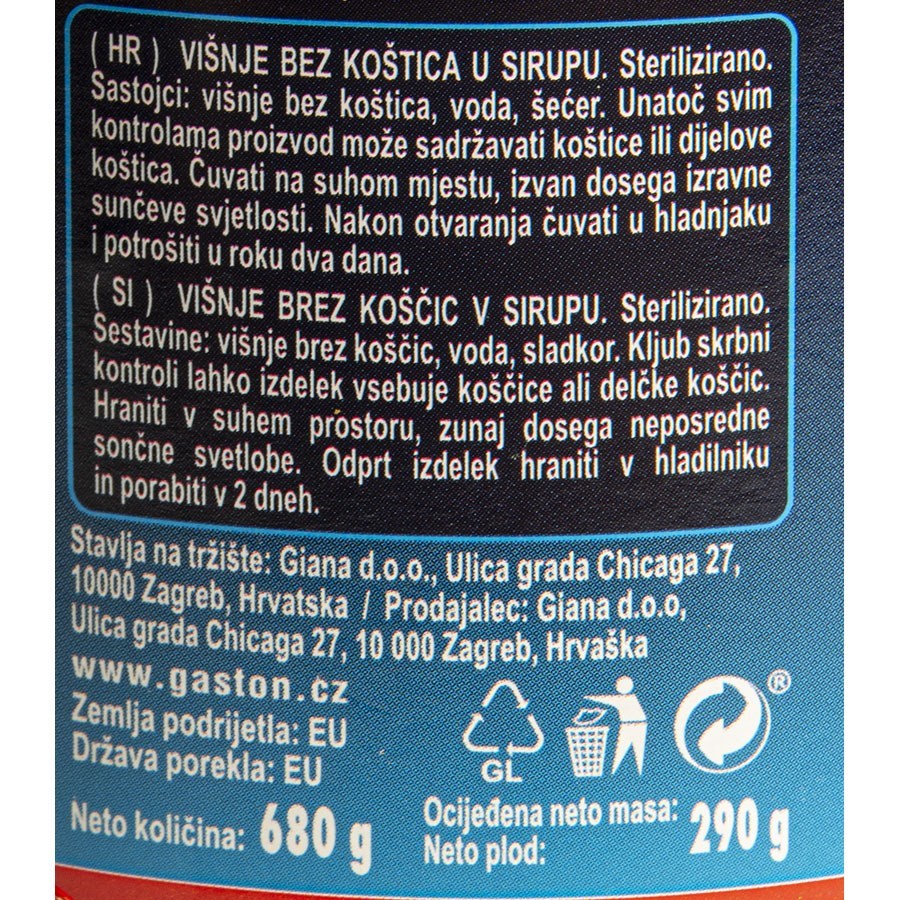 ( HR ) VIŠNJE BEZ KOŠTICA U SIRUPU. Sterilizirano.
Sastojci: višnje bez koštica, voda, šećer. Unatoč svim
kontrolama proizvod može sadržavati koštice ili dijelove
koštica. Čuvati na suhom mjestu, izvan dosega izravne
sunčeve svjetlosti. Nakon otvaranja čuvati u hladnjaku
i potrošiti u roku dva dana.
( SI ) VIŠNJE BREZ KOŠČIC V SIRUPU. Sterilizirano.
Sestavine: višnje brez koščic, voda, sladkor. Kljub skrbni
kontroli lahko izdelek vsebuje koščice ali delčke koščic.
Hraniti v suhem prostoru, zunaj dosega neposredne
sončne svetlobe. Odprt izdelek hraniti v hladilniku
in porabiti v 2 dneh.
Stavlja na tržište: Giana d.o.o., Ulica grada Chicaga 27,
10000 Zagreb, Hrvatska / Prodajalec: Giana d.o.o,
Ulica grada Chicaga 27, 10 000 Zagreb, Hrvaška
www.gaston.cz
Zemlja podrijetla: EU
Država porekla: EU
GL
®
Neto količina: 680 g
Ocijeđena neto masa: 290 g
Neto plod: